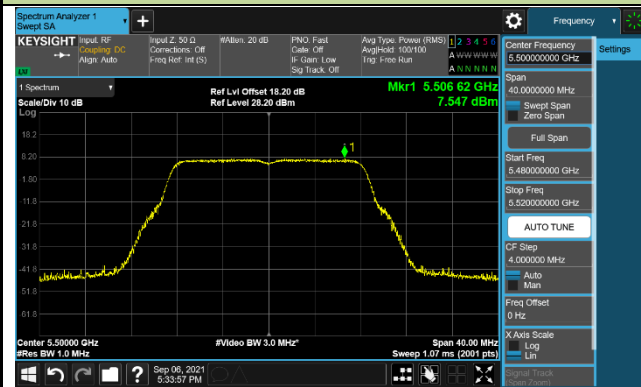 Spectrum Analyzer 1
Swept SA
Frequency
KEYSIGHT
Input: RF
Coupling: DC
Align: Auto
Input Z: 50 Ω
Corrections: Off
Freq Ref: Int (S)
#Atten: 20 dB
PNO: Fast
Gate: Off
IF Gain: Low
Sig Track: Off
Avg Type: Power (RMS)
Avg|Hold: 100/100
Trig: Free Run
1 2 3 4 5 6
A W W W W W
A N N N N N
LXI
1 Spectrum
Scale/Div 10 dB
Log
Ref Lvl Offset 18.20 dB
Ref Level 28.20 dBm
Mkr1 5.506 62 GHz
7.547 dBm
1
18.2
8.20
-1.80
-11.8
-21.8
-31.8
-41.8
-51.8
-61.8
Center 5.50000 GHz
#Res BW 1.0 MHz
#Video BW 3.0 MHz*
Span 40.00 MHz
Sweep 1.07 ms (2001 pts)
Sep 06, 2021
5:33:57 PM
Center Frequency
5.500000000 GHz
Span
40.0000000 MHz
Swept Span
Zero Span
Full Span
Start Freq
5.480000000 GHz
Stop Freq
5.520000000 GHz
AUTO TUNE
CF Step
4.000000 MHz
Auto
Man
Freq Offset
0 Hz
X Axis Scale
Log
Lin
Signal Track
(Span Zoom)
Settings